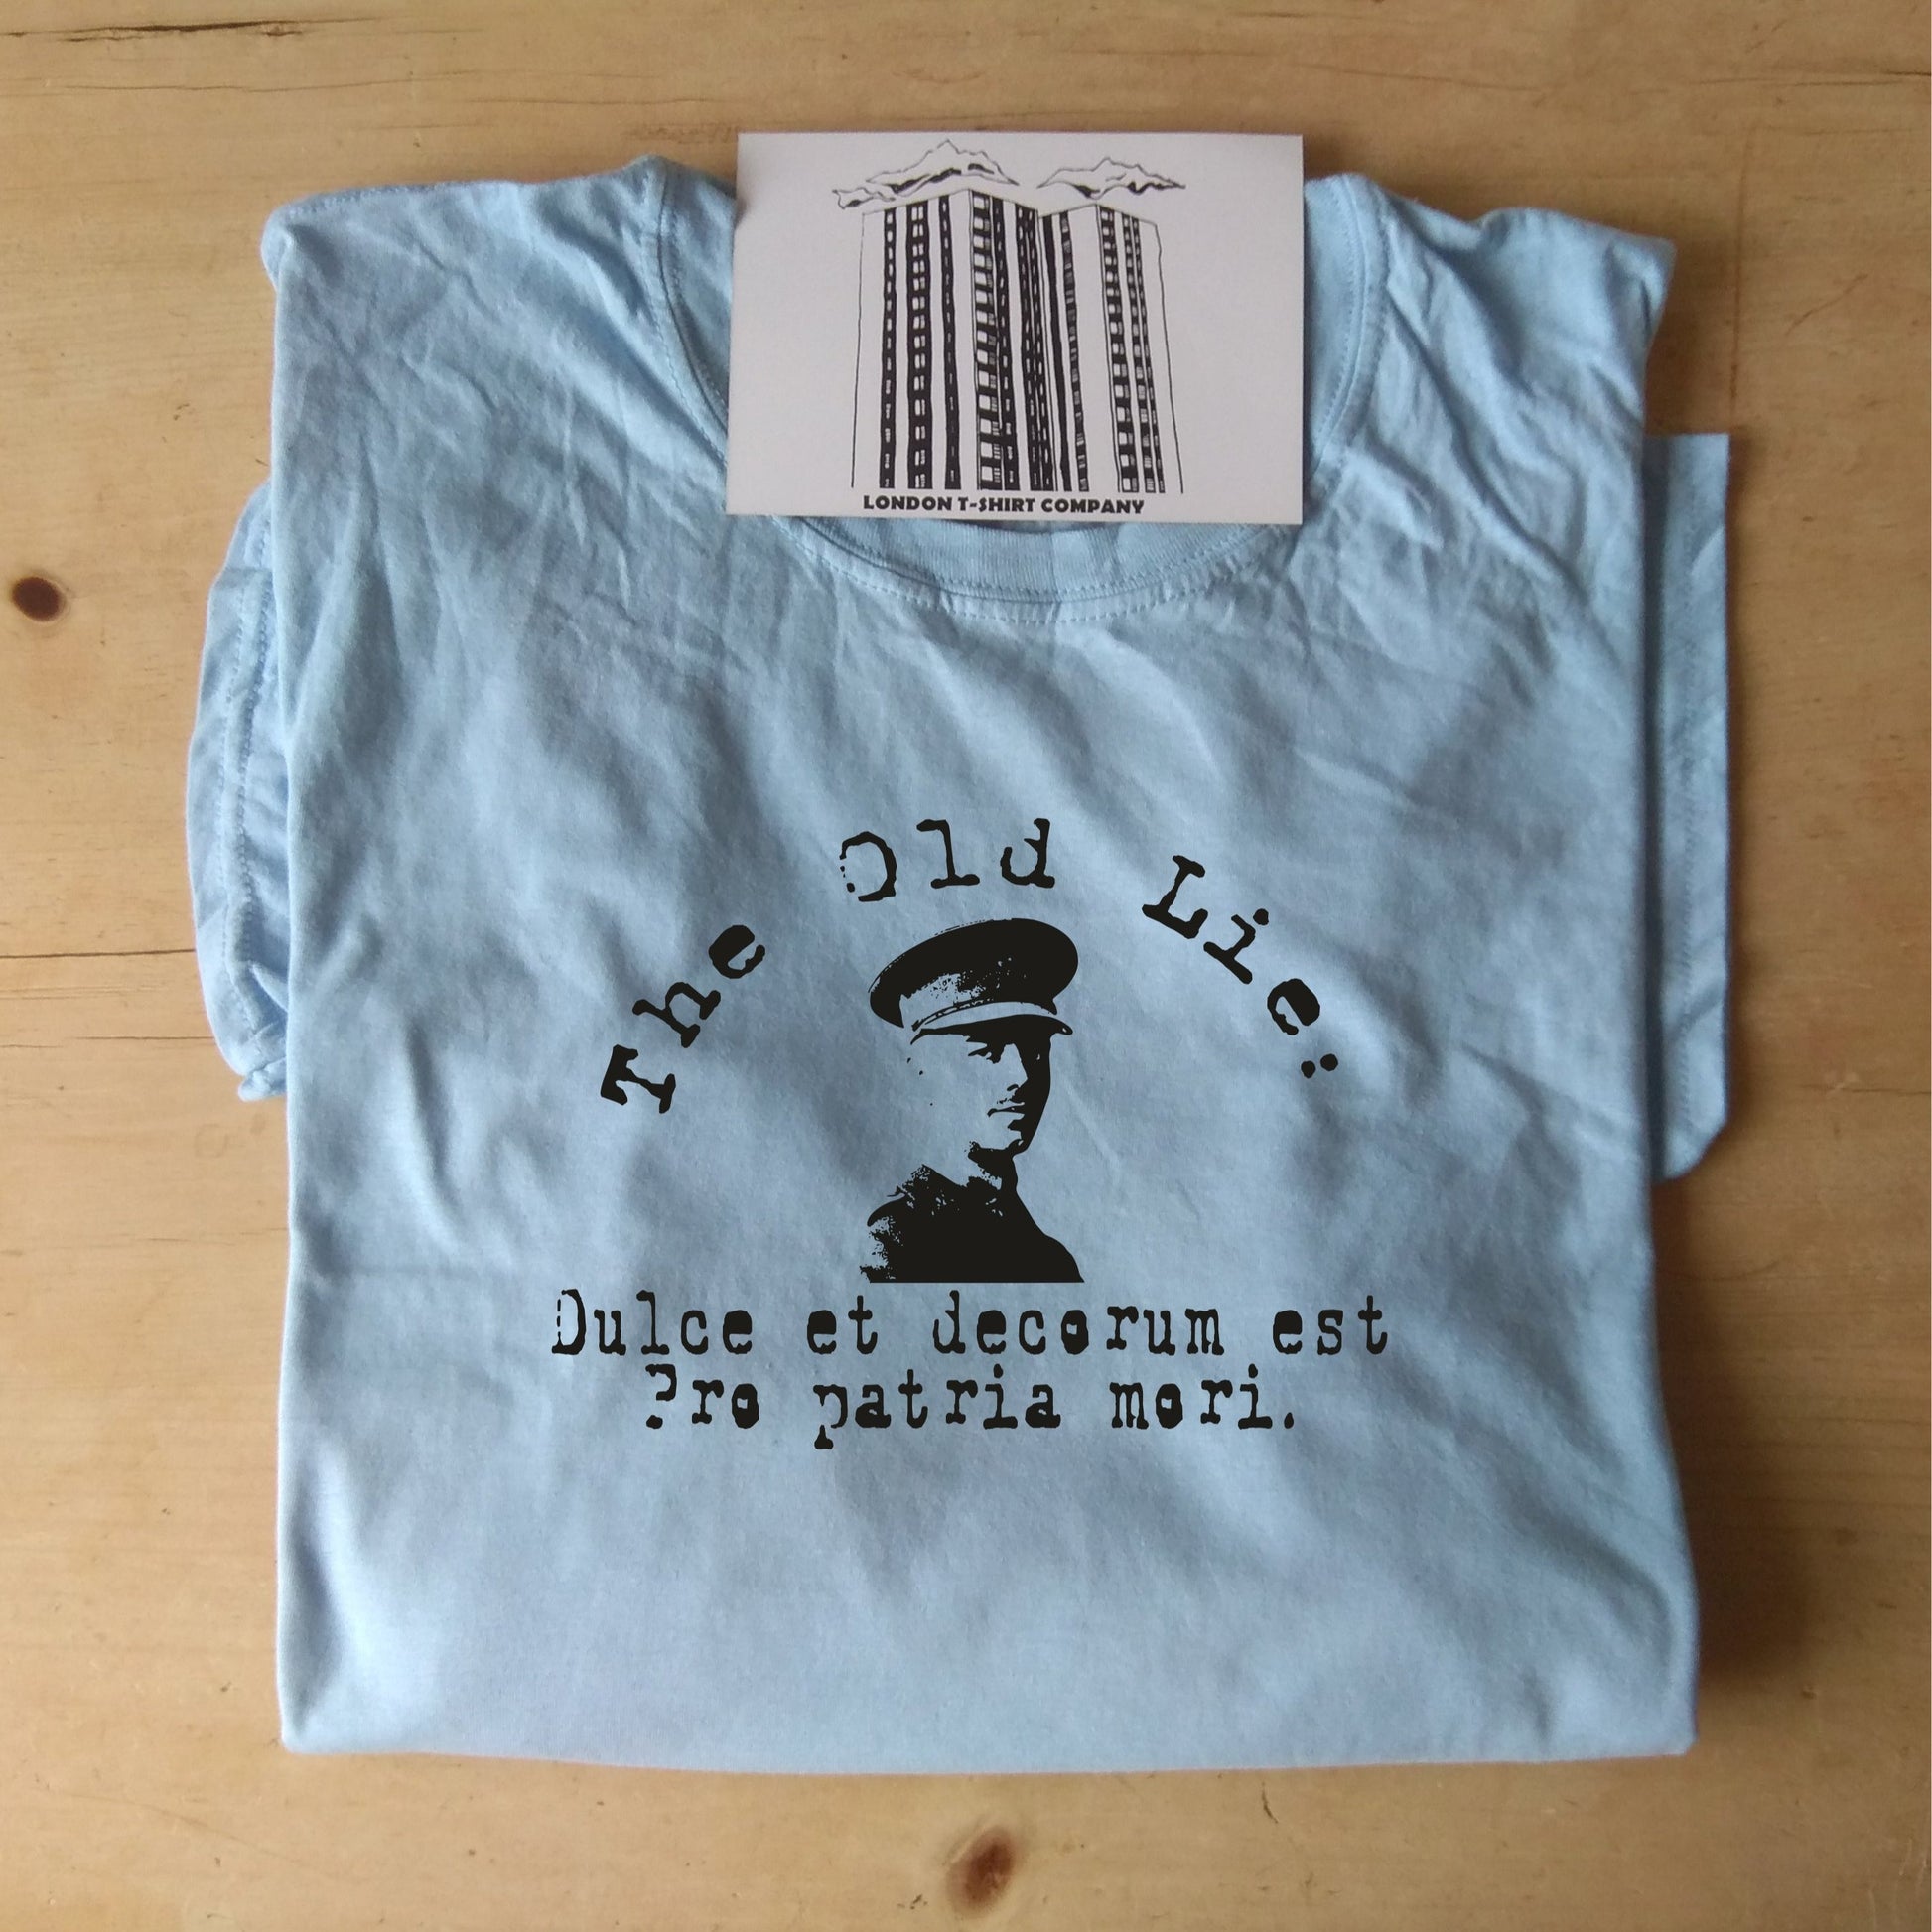 LONDON T-SHIRT COMPANY
The Old Lie:
Dulce et decorum est
Pro patria mori.